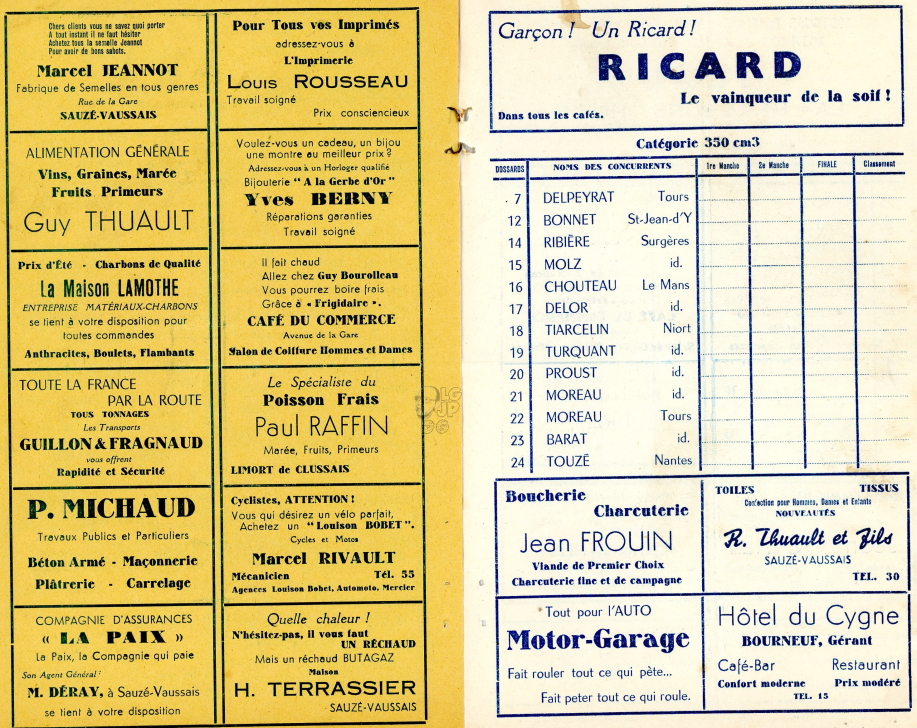 Chers clients vous ne savez quoi porter
A tout instant il ne faut hésiter
Achetez tous la semelle Jeannot
Pour avoir de bons sabots.
Marcel JEANNOT
Fabrique de Semelles en tous genres
Rue de la Gare
SAUZÉ-VAUSSAIS
ALIMENTATION GÉNÉRALE
Vins, Graines, Marée
Fruits Primeurs
Guy THUAULT
Prix d'Été - Charbons de Qualité
La Maison LAMOTHE
ENTREPRISE MATÉRIAUX-CHARBONS
se tient à votre disposition pour
toutes commandes
Anthracites, Boulets, Flambants
TOUTE LA FRANCE
PAR LA ROUTE
TOUS TONNAGES
Les Transports
GUILLON & FRAGNAUD
vous offrent
Rapidité et Sécurité
P. MICHAUD
Travaux Publics et Particuliers
Béton Armé - Maçonnerie
Plâtrerie - Carrelage
COMPAGNIE D'ASSURANCES
« LA PAIX »
La Paix, la Compagnie qui paie
Son Agent Général :
M. DÉRAY, à Sauzé-Vaussais
se tient à votre disposition
Pour Tous vos Imprimés
adressez-vous à
L'Imprimerie
Louis ROUSSEAU
Travail soigné
Prix consciencieux
Voulez-vous un cadeau, un bijou
une montre au meilleur prix ?
Adressez-vous à un Horloger qualifié
Bijouterie " A la Gerbe d'Or "
Yves BERNY
Réparations garanties
Travail soigné
Il fait chaud
Allez chez Guy Bourolleau
Vous pourrez boire frais
Grâce à « Frigidaire ».
CAFÉ DU COMMERCE
Avenue de la Gare
Salon de Coiffure Hommes et Dames
Le Spécialiste du
Poisson Frais
Paul RAFFIN
Marée, Fruits, Primeurs
LIMORT de CLUSSAIS
Cyclistes, ATTENTION !
Vous qui désirez un vélo parfait,
Achetez un " Louison BOBET ".
Cycles et Motos
Marcel RIVAULT
Mécanicien Tél. 55
Agences Louison Bobet, Automoto, Mercier
Quelle chaleur !
N'hésitez-pas, il vous faut
UN RÉCHAUD
Mais un réchaud BUTAGAZ
Maison
H. TERRASSIER
SAUZÉ-VAUSSAIS
Garçon ! Un Ricard !
RICARD
Le vainqueur de la soif !
Dans tous les cafés.
Catégorie 350 cm3
DOSSARDS NOMS DES CONCURRENTS 1re Manche 2e Manche FINALE Classement
7 DELPEYRAT Tours
12 BONNET St-Jean-d'Y
14 RIBIÈRE Surgères
15 MOLZ id.
16 CHOUTEAU Le Mans
17 DELOR id.
18 TIARCELIN Niort
19 TURQUANT id.
20 PROUST id.
21 MOREAU id.
22 MOREAU Tours
23 BARAT id.
24 TOUZÉ Nantes
Boucherie
Charcuterie
Jean FROUIN
Viande de Premier Choix
Charcuterie fine et de campagne
TOILES TISSUS
Confection pour Hommes, Dames et Enfants
NOUVEAUTÉS
R. Thuault et Fils
SAUZÉ-VAUSSAIS
TEL. 30
Tout pour l'AUTO
Motor-Garage
Fait rouler tout ce qui pète...
Fait peter tout ce qui roule.
Hôtel du Cygne
BOURNEUF, Gérant
Café-Bar Restaurant
Confort moderne Prix modéré
TEL. 15